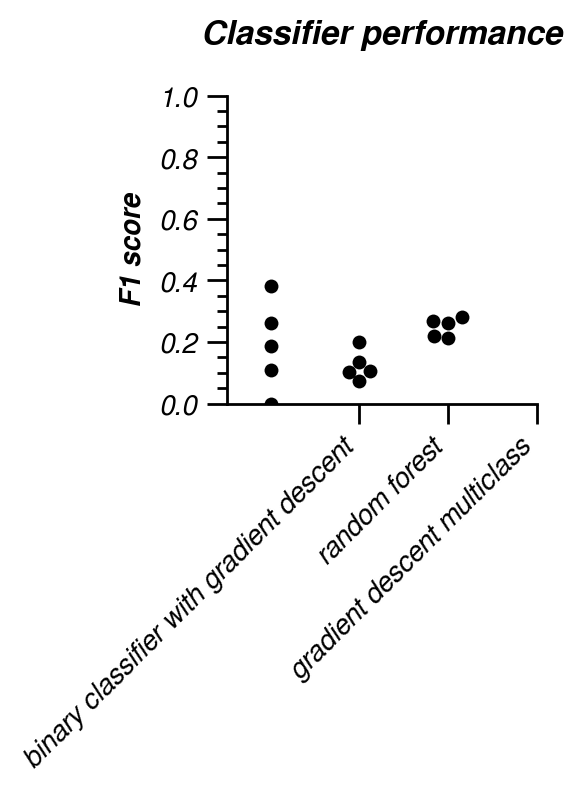 Classifier performance
1.0
0.8
0.6
0.4
0.2
0.0
F1 score
binary classifier with gradient descent
random forest
gradient descent multiclass